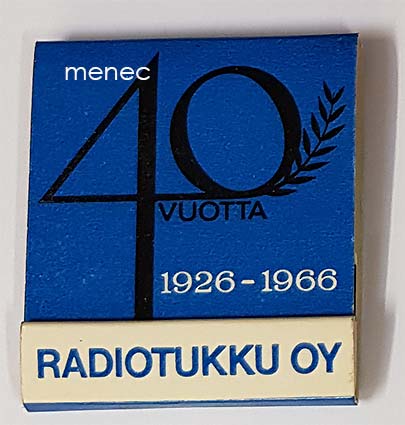 menec
40
VUOTTA
1926-1966
RADIOTUKKU OY